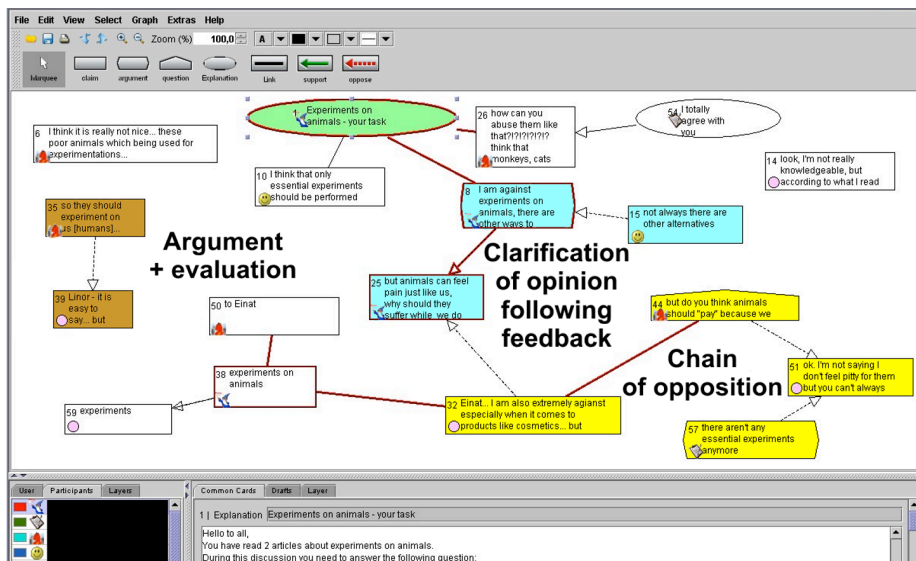 File Edit View Select Graph Extras Help
Zoom (%) 100,0 A
Marquee claim argument question Explanation Link support oppose
1 Experiments on
animals - your task
6 I think it is really not nice... these
poor animals which being used for
experimentations...
26 how can you
abuse them like
that?!?!?!?!?!?
think that
monkeys, cats
54 I totally
agree with
you
14 look, I'm not really
knowledgeable, but
according to what I read
10 I think that only
essential experiments
should be performed
8 I am against
experiments on
animals, there are
other ways to
15 not always there are
other alternatives
35 so they should
experiment on
us [humans]...
Argument
+ evaluation
Clarification
of opinion
following
feedback
25 but animals can feel
pain just like us,
why should they
suffer while we do
39 Linor - it is
easy to
say... but
50 to Einat
44 but do you think animals
should "pay" because we
Chain
of opposition
51 ok. I'm not saying I
don't feel pitty for them
but you can't always
38 experiments on
animals
59 experiments
32 Einat... I am also extremely agianst
especially when it comes to
products like cosmetics... but
57 there aren't any
essential experiments
anymore
User Participants Layers
Common Cards Drafts Layer
1 | Explanation Experiments on animals - your task
Hello to all,
You have read 2 articles about experiments on animals.
During this discussion you need to answer the following question: